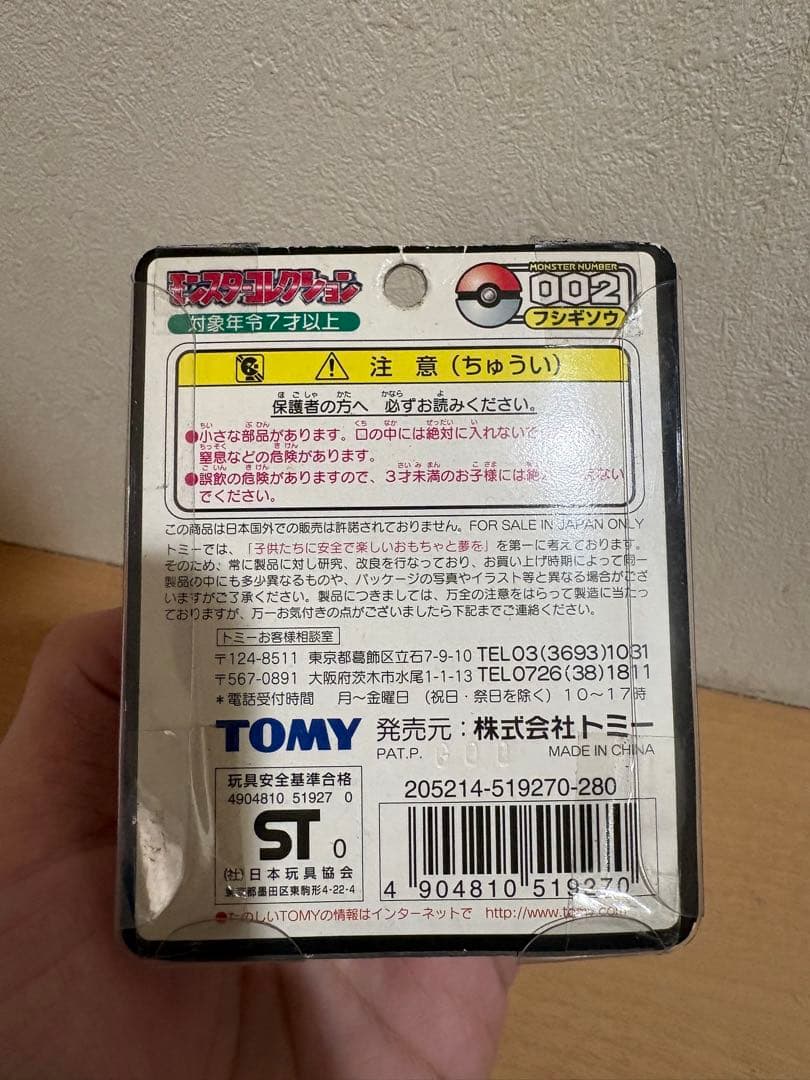 モンスターコレクション
対象年令7才以上
MONSTER NUMBER
002
フシギソウ
注意(ちゅうい)
保護者の方へ 必ずお読みください。
●小さな部品があります。口の中には絶対に入れないで
窒息などの危険があります。
●誤飲の危険がありますので、3才未満のお子様には絶
でください。
この商品は日本国外での販売は許諾されておりません。FOR SALE IN JAPAN ONLY
トミーでは、「子供たちに安全で楽しいおもちゃと夢を」を第一に考えております。
そのため、常に製品に対し研究、改良を行なっており、お買い上げ時期によって同一
製品の中にも多少異なるものや、パッケージの写真やイラスト等と異なる場合がござ
いますがご了承ください。製品につきましては、万全の注意をはらって製造に当たっ
ておりますが、万一お気付きの点がございましたら下記までご連絡ください。
トミーお客様相談室
〒124-8511 東京都葛飾区立石7-9-10 TEL03(3693)1031
〒567-0891 大阪府茨木市水尾1-1-13 TEL0726(38)1811
*電話受付時間 月~金曜日 (祝日・祭日を除く) 10~17時
TOMY 発売元:株式会社トミー
PAT.P. MADE IN CHINA
玩具安全基準合格
4904810 51927 0
ST 0
(社)日本玩具協会
東京都墨田区東駒形4-22-4
205214-519270-280
4 904810 519270
●たのしいTOMYの情報はインターネットで http://www.tomy.com